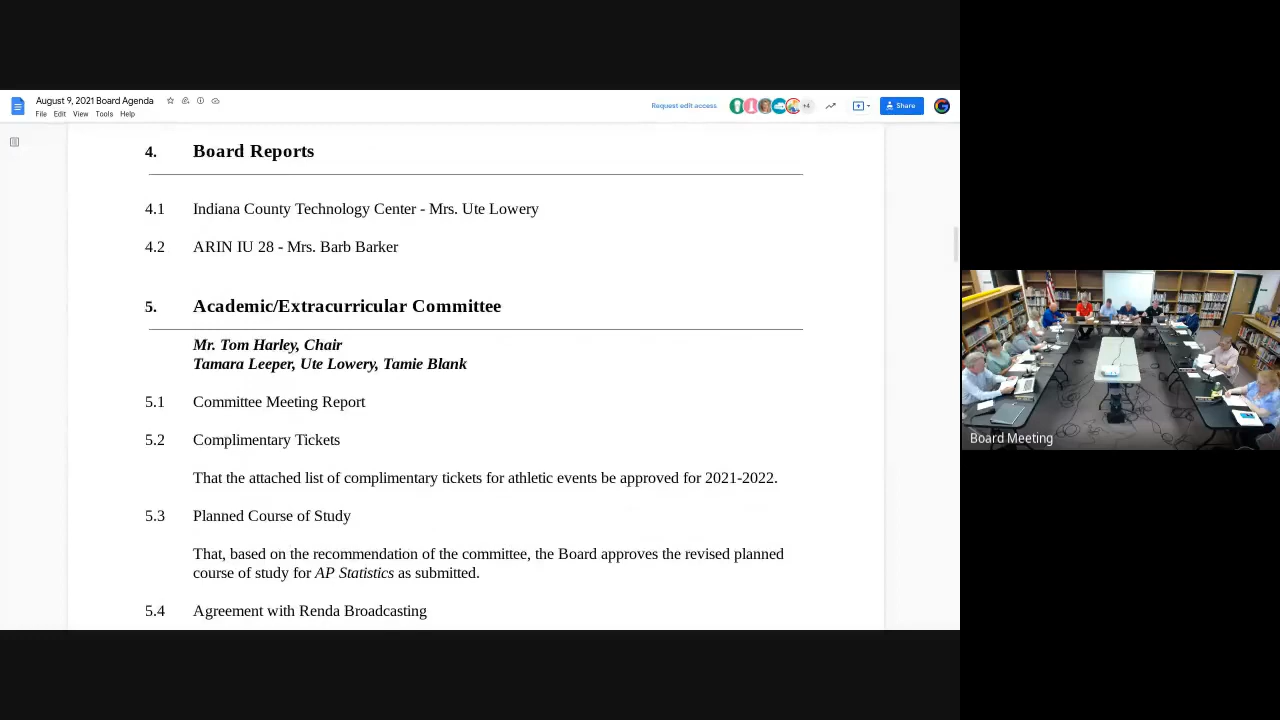 August 9, 2021 Board Agenda
File Edit View Tools Help
Request edit access
+4
Share
4. Board Reports
4.1 Indiana County Technology Center - Mrs. Ute Lowery
4.2 ARIN IU 28 - Mrs. Barb Barker
5. Academic/Extracurricular Committee
Mr. Tom Harley, Chair
Tamara Leeper, Ute Lowery, Tamie Blank
5.1 Committee Meeting Report
5.2 Complimentary Tickets
That the attached list of complimentary tickets for athletic events be approved for 2021-2022.
5.3 Planned Course of Study
That, based on the recommendation of the committee, the Board approves the revised planned
course of study for AP Statistics as submitted.
5.4 Agreement with Renda Broadcasting
Board Meeting